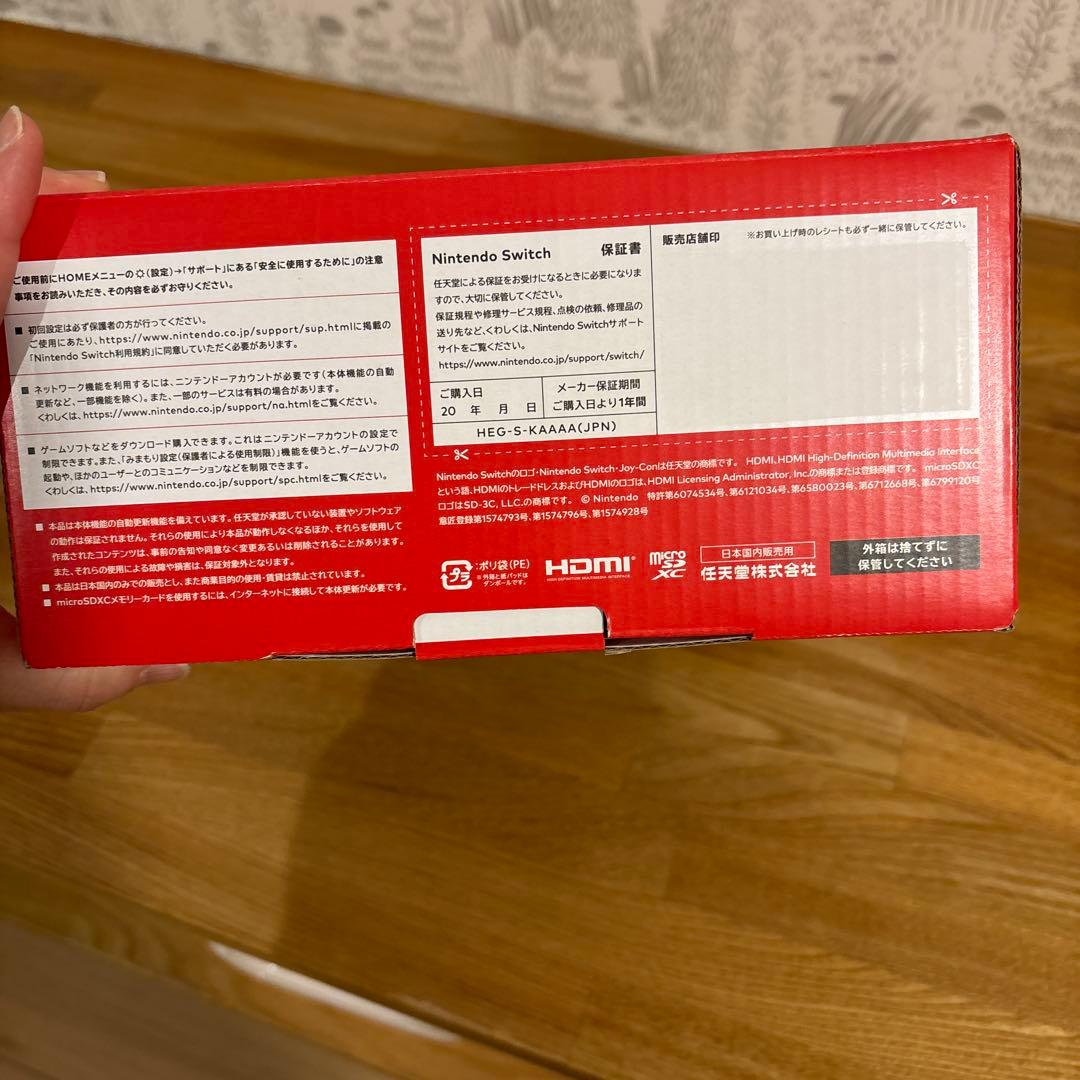 ご使用前にHOMEメニューの(設定)→「サポート」にある「安全に使用するために」の注意
事項をお読みいただき、その内容を必ずお守りください。
■ 初回設定は必ず保護者の方が行ってください。
ご使用にあたり、https://www.nintendo.co.jp/support/sup.htmlに掲載の
「Nintendo Switch利用規約」に同意していただく必要があります。
■ ネットワーク機能を利用するには、ニンテンドーアカウントが必要です(本体機能の自動
更新など、一部機能を除く)。また、一部のサービスは有料の場合があります。
くわしくは、https://www.nintendo.co.jp/support/na.htmlをご覧ください。
■ ゲームソフトなどをダウンロード購入できます。これはニンテンドーアカウントの設定で
制限できます。また、「みまもり設定(保護者による使用制限)」機能を使うと、ゲームソフトの
起動や、ほかのユーザーとのコミュニケーションなどを制限できます。
くわしくは、https://www.nintendo.co.jp/support/spc.htmlをご覧ください。
■ 本品は本体機能の自動更新機能を備えています。任天堂が承認していない装置やソフトウェア
の動作は保証されません。それらの使用により本品が動作しなくなるほか、それらを使用して
作成されたコンテンツは、事前の告知や同意なく変更あるいは削除されることがあります。
また、それらの使用による故障や損害は、保証対象外となります。
■ 本品は日本国内のみでの販売とし、また商業目的の使用・賃貸は禁止されています。
■ microSDXCメモリーカードを使用するには、インターネットに接続して本体更新が必要です。
Nintendo Switch 保証書
任天堂による保証をお受けになるときに必要になりま
すので、大切に保管してください。
保証規程や修理サービス規程、点検の依頼、修理品の
送り先など、くわしくは、Nintendo Switchサポート
サイトをご覧ください。
https://www.nintendo.co.jp/support/switch/
ご購入日
20 年 月 日
メーカー保証期間
ご購入日より1年間
HEG-S-KAAAA(JPN)
販売店舗印 ※お買い上げ時のレシートも必ず一緒に保管してください。
Nintendo Switchのロゴ・Nintendo Switch・Joy-Conは任天堂の商標です。 HDMI、HDMI High-Definition Multimedia Interface
という語、HDMIのトレードドレスおよびHDMIのロゴは、HDMI Licensing Administrator, Inc.の商標または登録商標です。 microSDXC
ロゴはSD-3C, LLC.の商標です。 © Nintendo 特許第6074534号、第6121034号、第6580023号、第6712668号、第6799120号
意匠登録第1574793号、第1574796号、第1574928号
プラ
:ポリ袋(PE)
※外箱と紙パッドは
ダンボールです。
HDMI®
HIGH-DEFINITION MULTIMEDIA INTERFACE
micro SD XC
日本国内販売用
任天堂株式会社
外箱は捨てずに
保管してください